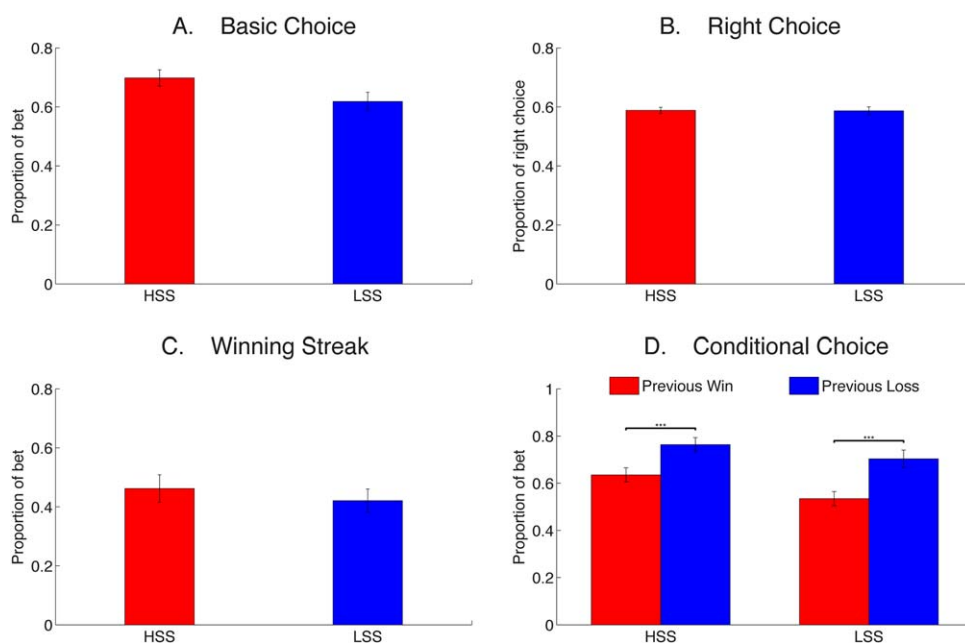 A. Basic Choice
Proportion of bet
0.8
0.6
0.4
0.2
0
HSS LSS
B. Right Choice
Proportion of right choice
0.8
0.6
0.4
0.2
0
HSS LSS
C. Winning Streak
Proportion of bet
0.8
0.6
0.4
0.2
0
HSS LSS
D. Conditional Choice
Previous Win Previous Loss
Proportion of bet
1
0.8
0.6
0.4
0.2
0
*** ***
HSS LSS